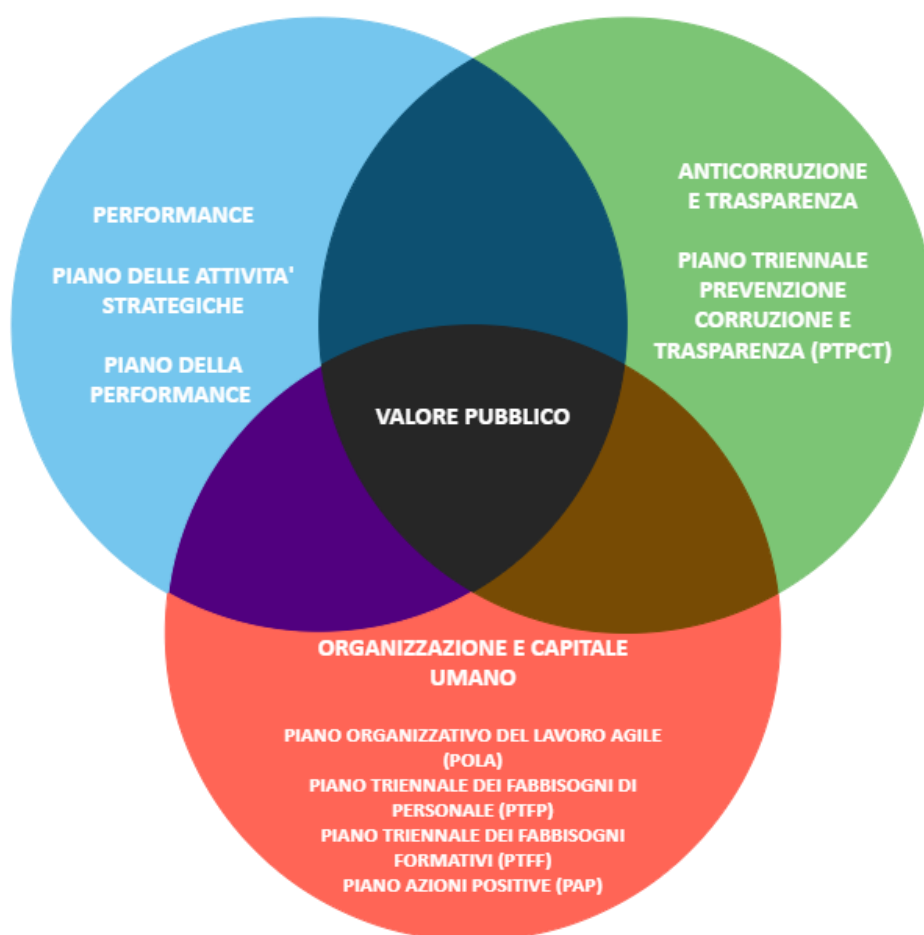 PERFORMANCE
PIANO DELLE ATTIVITA'
STRATEGICHE
PIANO DELLA
PERFORMANCE
ANTICORRUZIONE
E TRASPARENZA
PIANO TRIENNALE
PREVENZIONE
CORRUZIONE E
TRASPARENZA (PTPCT)
VALORE PUBBLICO
ORGANIZZAZIONE E CAPITALE
UMANO
PIANO ORGANIZZATIVO DEL LAVORO AGILE
(POLA)
PIANO TRIENNALE DEI FABBISOGNI DI
PERSONALE (PTFP)
PIANO TRIENNALE DEI FABBISOGNI
FORMATIVI (PTFF)
PIANO AZIONI POSITIVE (PAP)